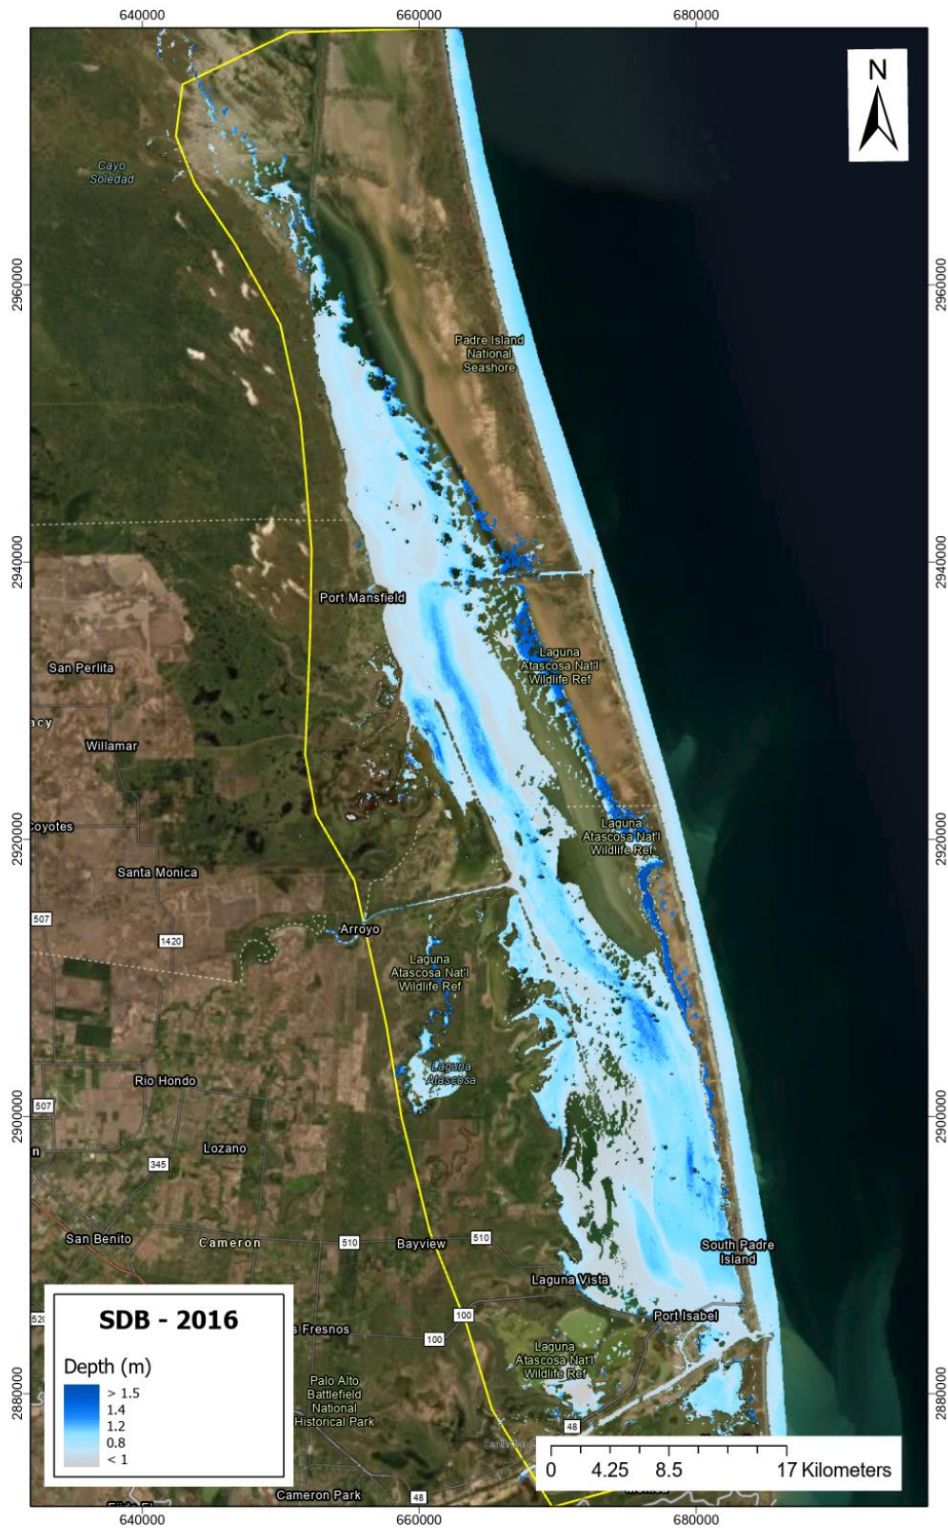 640000
660000
680000
N
Cayo
Soledad
2960000
2960000
Padre Island
National
Seashore
2940000
2940000
Port Mansfield
Laguna
Atascosa Nat'l
Wildlife Ref
San Perlita
acy
Willamar
2920000
2920000
Coyotes
Laguna
Atascosa Nat'l
Wildlife Ref
Santa Monica
507
1420
Arroyo
Laguna
Atascosa Nat'l
Wildlife Ref
Laguna
Atascosa
Rio Hondo
507
2900000
2900000
n
Lozano
345
San Benito
Cameron
510
Bayview
510
South Padre
Island
Laguna Vista
Port Isabel
100
100
s Fresnos
520
Laguna
Atascosa Nat'l
Wildlife Ref
Palo Alto
Battlefield
National
Historical Park
2880000
2880000
48
SDB - 2016
Depth (m)
> 1.5
1.4
1.2
0.8
< 1
0
4.25
8.5
17 Kilometers
Cameron Park
48
640000
660000
680000